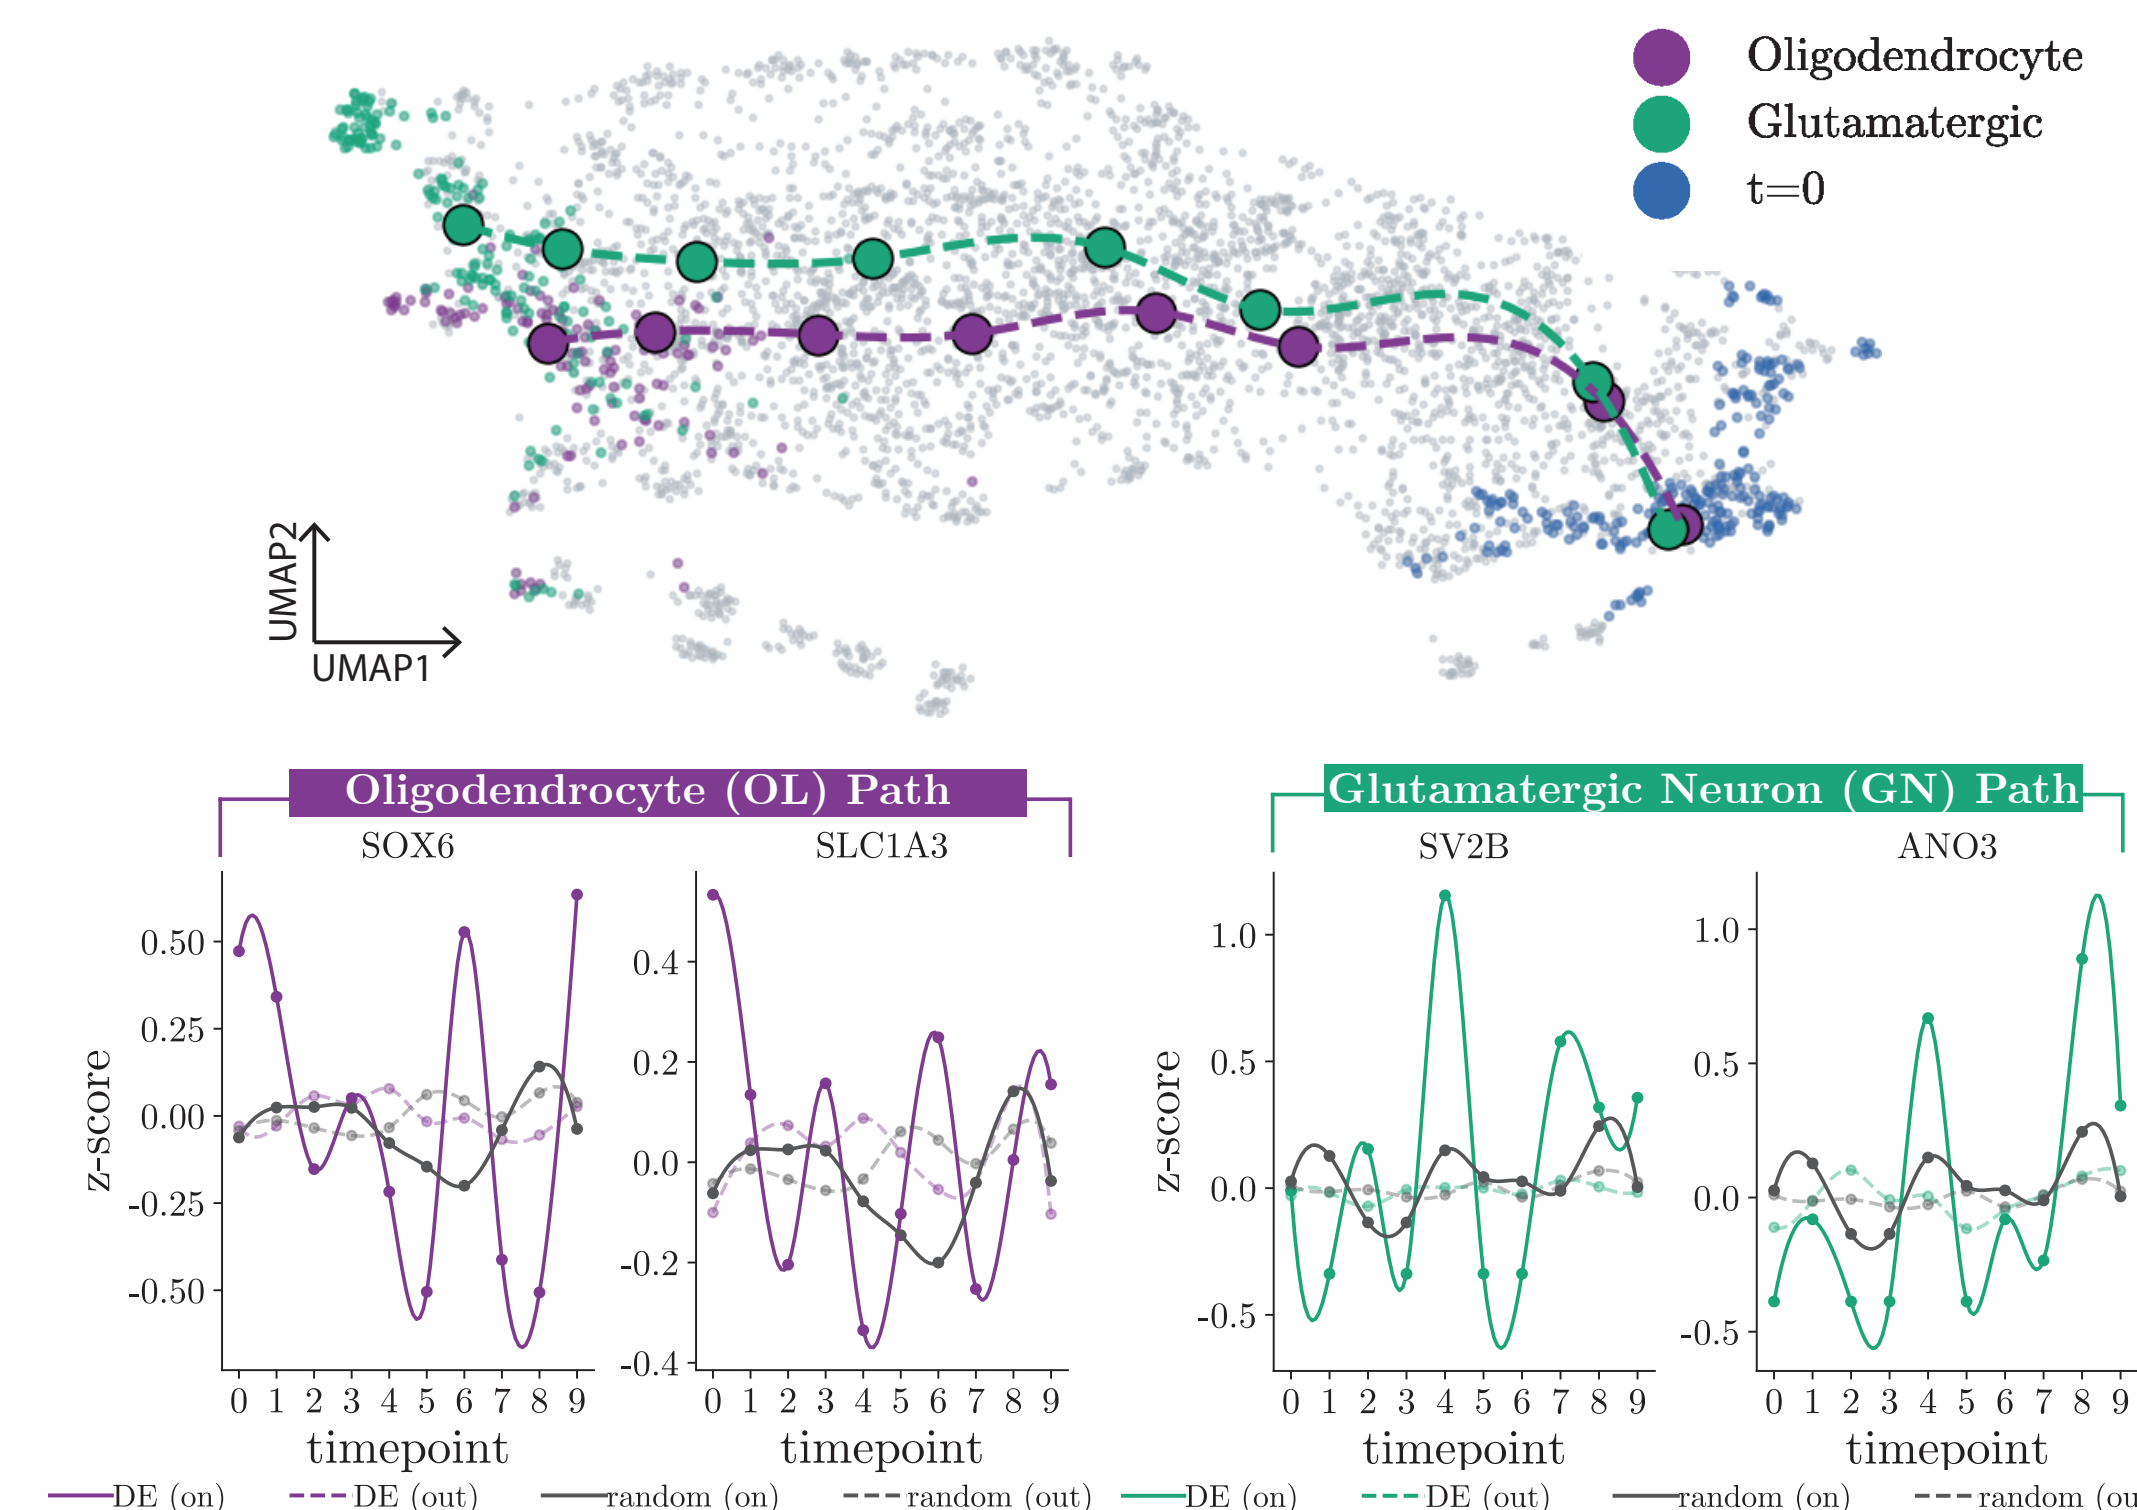 Oligodendrocyte
Glutamatergic
t=0
UMAP2
UMAP1
Oligodendrocyte (OL) Path
Glutamatergic Neuron (GN) Path
SOX6
SLC1A3
SV2B
ANO3
z-score
0.50
0.25
0.00
-0.25
-0.50
0.4
0.2
0.0
-0.2
-0.4
z-score
1.0
0.5
0.0
-0.5
1.0
0.5
0.0
-0.5
0 1 2 3 4 5 6 7 8 9
0 1 2 3 4 5 6 7 8 9
0 1 2 3 4 5 6 7 8 9
0 1 2 3 4 5 6 7 8 9
timepoint
timepoint
timepoint
timepoint
DE (on) DE (out) random (on) random (out)
DE (on) DE (out) random (on) random (ou